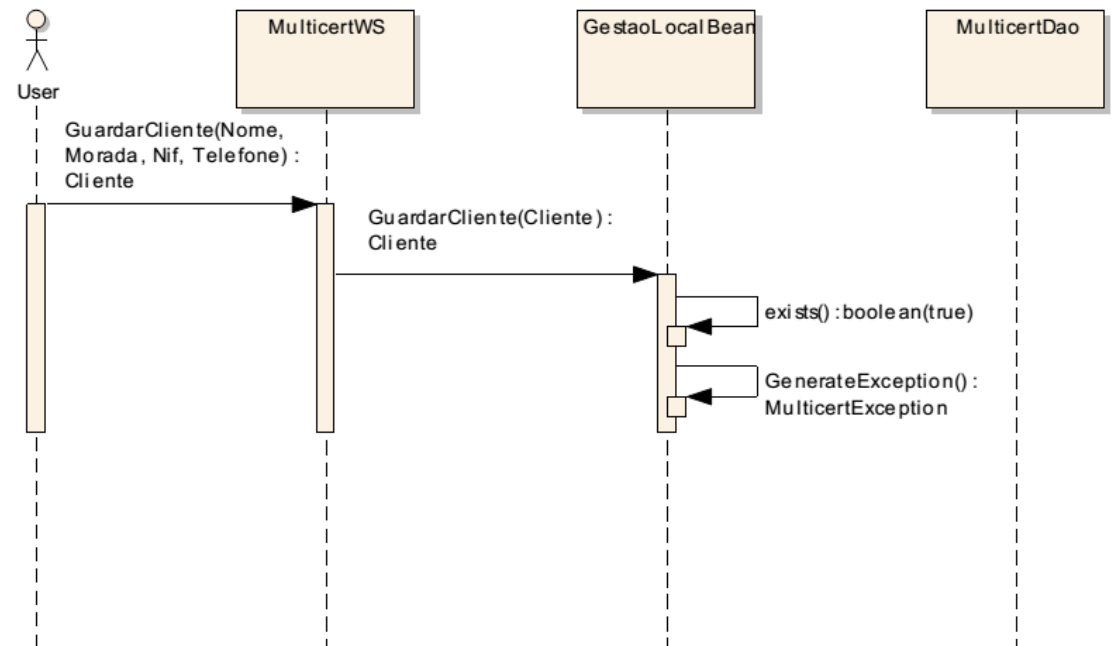 User
MulticertWS
GestaoLocalBean
MulticertDao
GuardarCliente(Nome,
Morada, Nif, Telefone) :
Cliente
GuardarCliente(Cliente) :
Cliente
exists() :boolean(true)
GenerateException() :
MulticertException